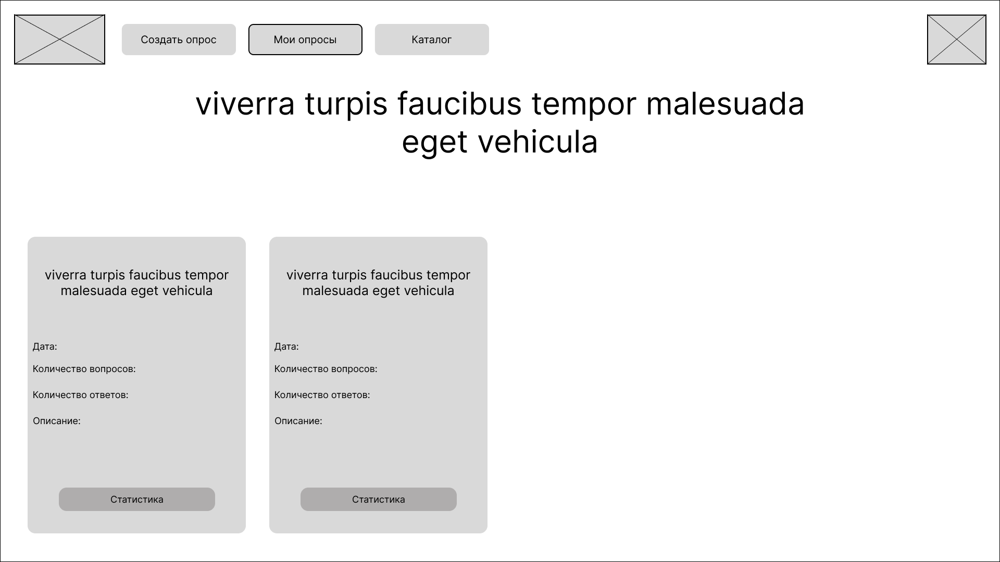 Создать опрос
Мои опросы
Каталог
viverra turpis faucibus tempor malesuada
eget vehicula
viverra turpis faucibus tempor
malesuada eget vehicula
Дата:
Количество вопросов:
Количество ответов:
Описание:
Статистика
viverra turpis faucibus tempor
malesuada eget vehicula
Дата:
Количество вопросов:
Количество ответов:
Описание:
Статистика